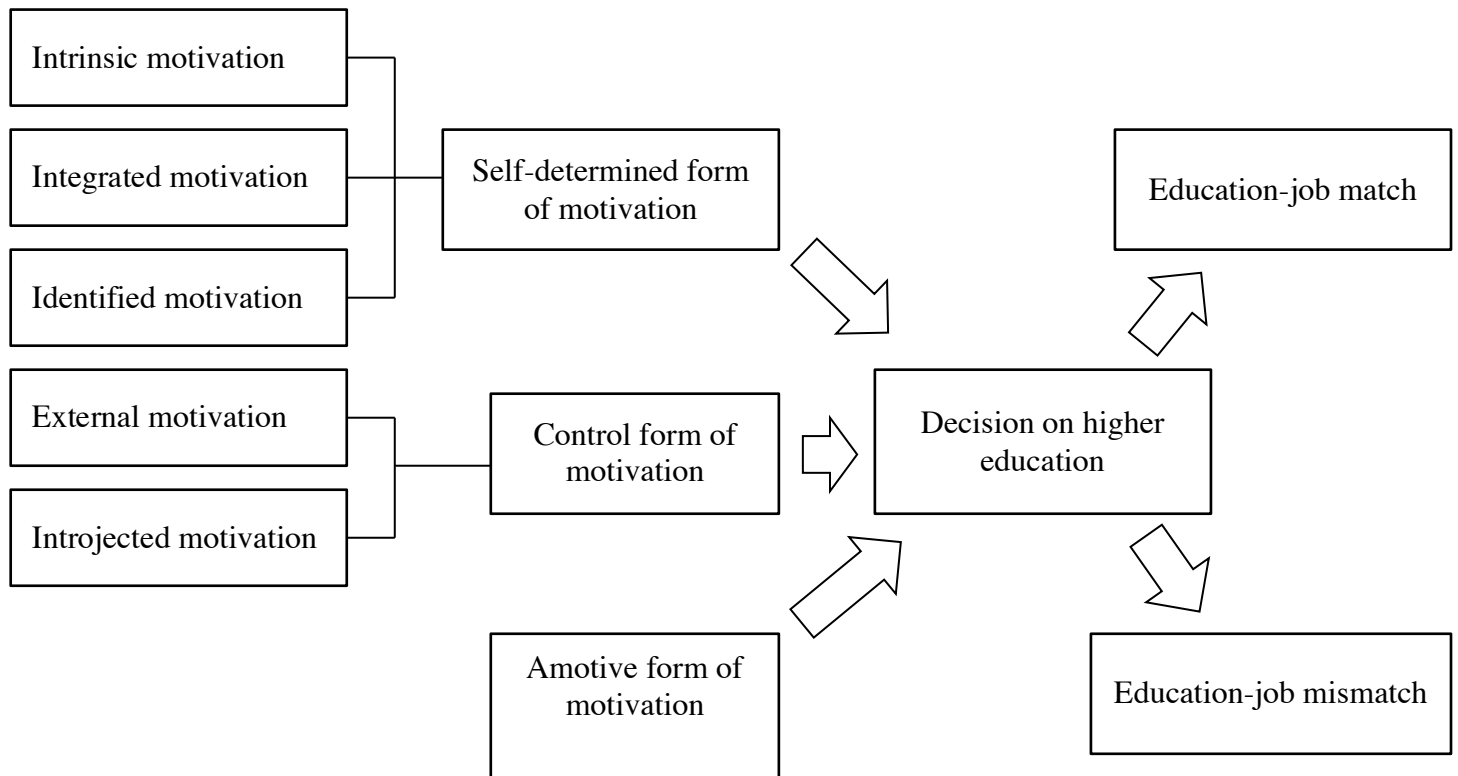 Intrinsic motivation
Integrated motivation
Identified motivation
External motivation
Introjected motivation
Self-determined form
of motivation
Control form of
motivation
Amotive form of
motivation
Decision on higher
education
Education-job match
Education-job mismatch